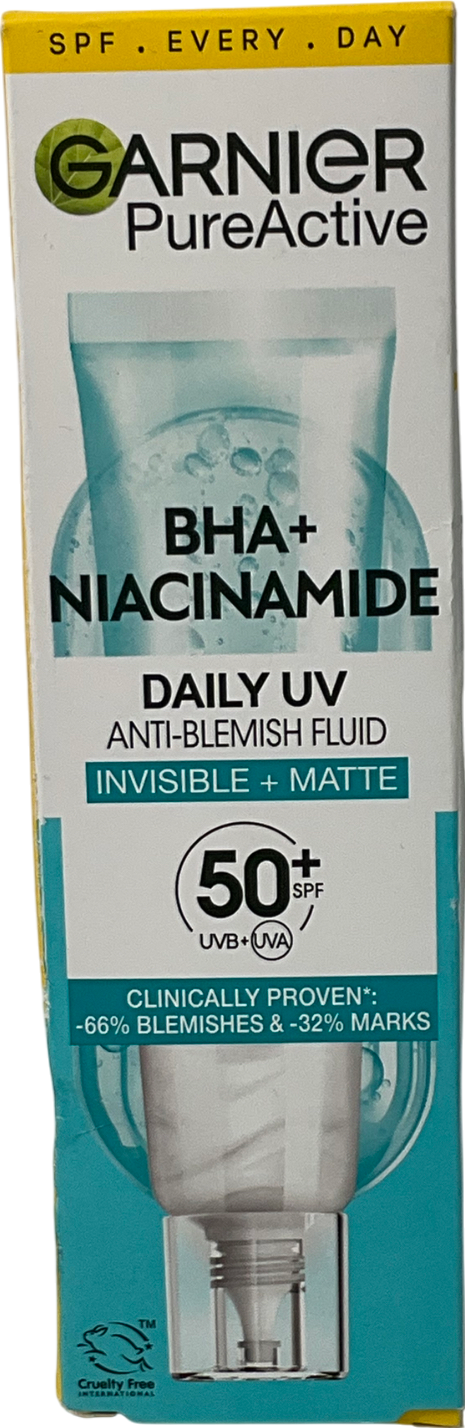 SPF . EVERY . DAY
GARNIER
PureActive
BHA+
NIACINAMIDE
DAILY UV
ANTI-BLEMISH FLUID
INVISIBLE + MATTE
50+
SPF
UVB+UVA
CLINICALLY PROVEN*:
-66% BLEMISHES & -32% MARKS
TM
Cruelty Free
INTERNATIONAL